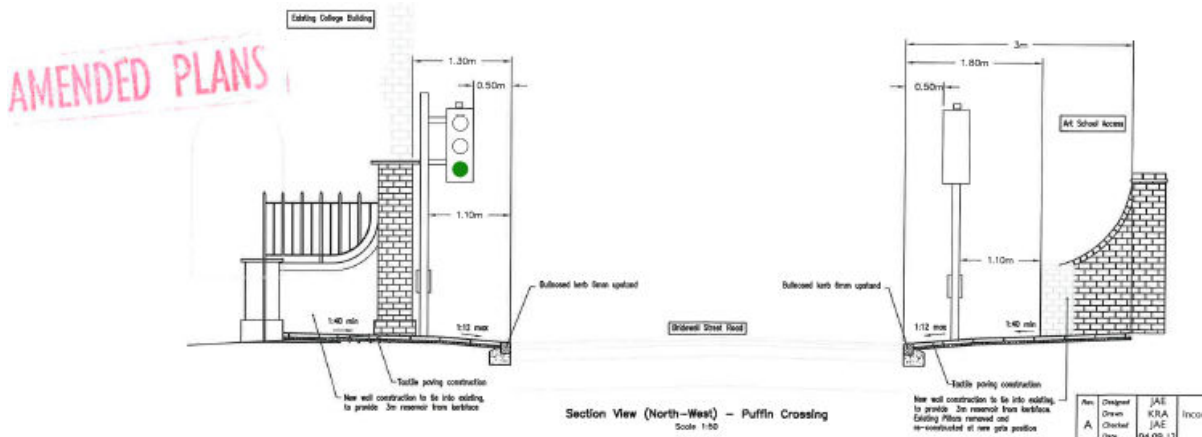 Existing College Building
AMENDED PLANS
1.30m
0.50m
1.10m
3m
1.80m
0.50m
Art School Access
1.10m
Bullnosed kerb 6mm upstand
Bullnosed kerb 6mm upstand
Bridewell Street Road
1:40 min
1:12 max
1:12 max
1:40 min
Tactile paving construction
New wall construction to tie into existing,
to provide 3m reservoir from kerbface
Section View (North-West) - Puffin Crossing
Scale 1:50
Tactile paving construction
New wall construction to tie into existing,
to provide 3m reservoir from kerbface.
Existing Pillars removed and
re-constructed at new gate position
Rev. Designed JAE
Drawn KRA
A Checked JAE
Date